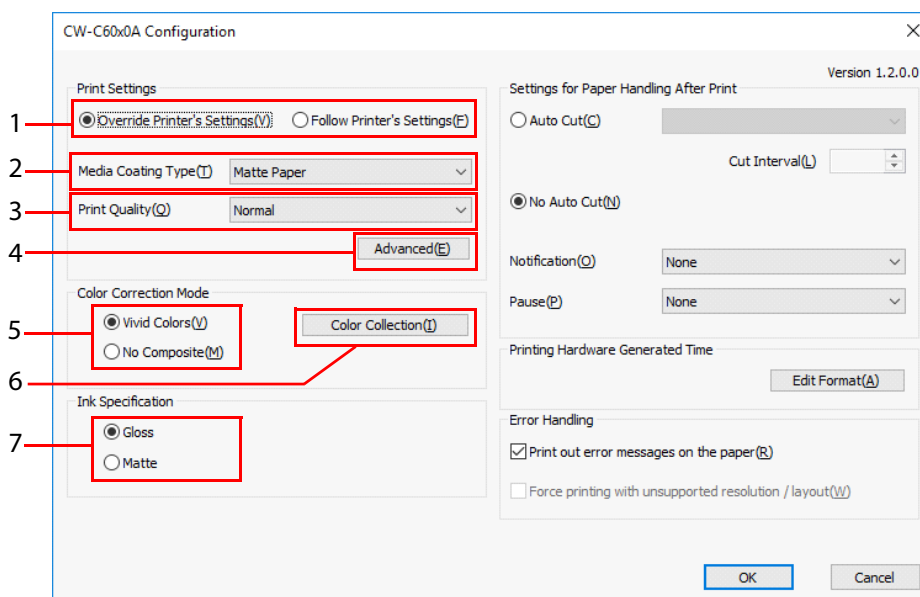 CW-C60x0A Configuration
Version 1.2.0.0
Print Settings
1
Override Printer's Settings(V)
Follow Printer's Settings(F)
2
Media Coating Type(T)
Matte Paper
3
Print Quality(Q)
Normal
4
Advanced(E)
Color Correction Mode
5
Vivid Colors(V)
No Composite(M)
Color Collection(I)
6
Ink Specification
7
Gloss
Matte
Settings for Paper Handling After Print
Auto Cut(C)
Cut Interval(L)
No Auto Cut(N)
Notification(O)
None
Pause(P)
None
Printing Hardware Generated Time
Edit Format(A)
Error Handling
Print out error messages on the paper(R)
Force printing with unsupported resolution / layout(W)
OK
Cancel